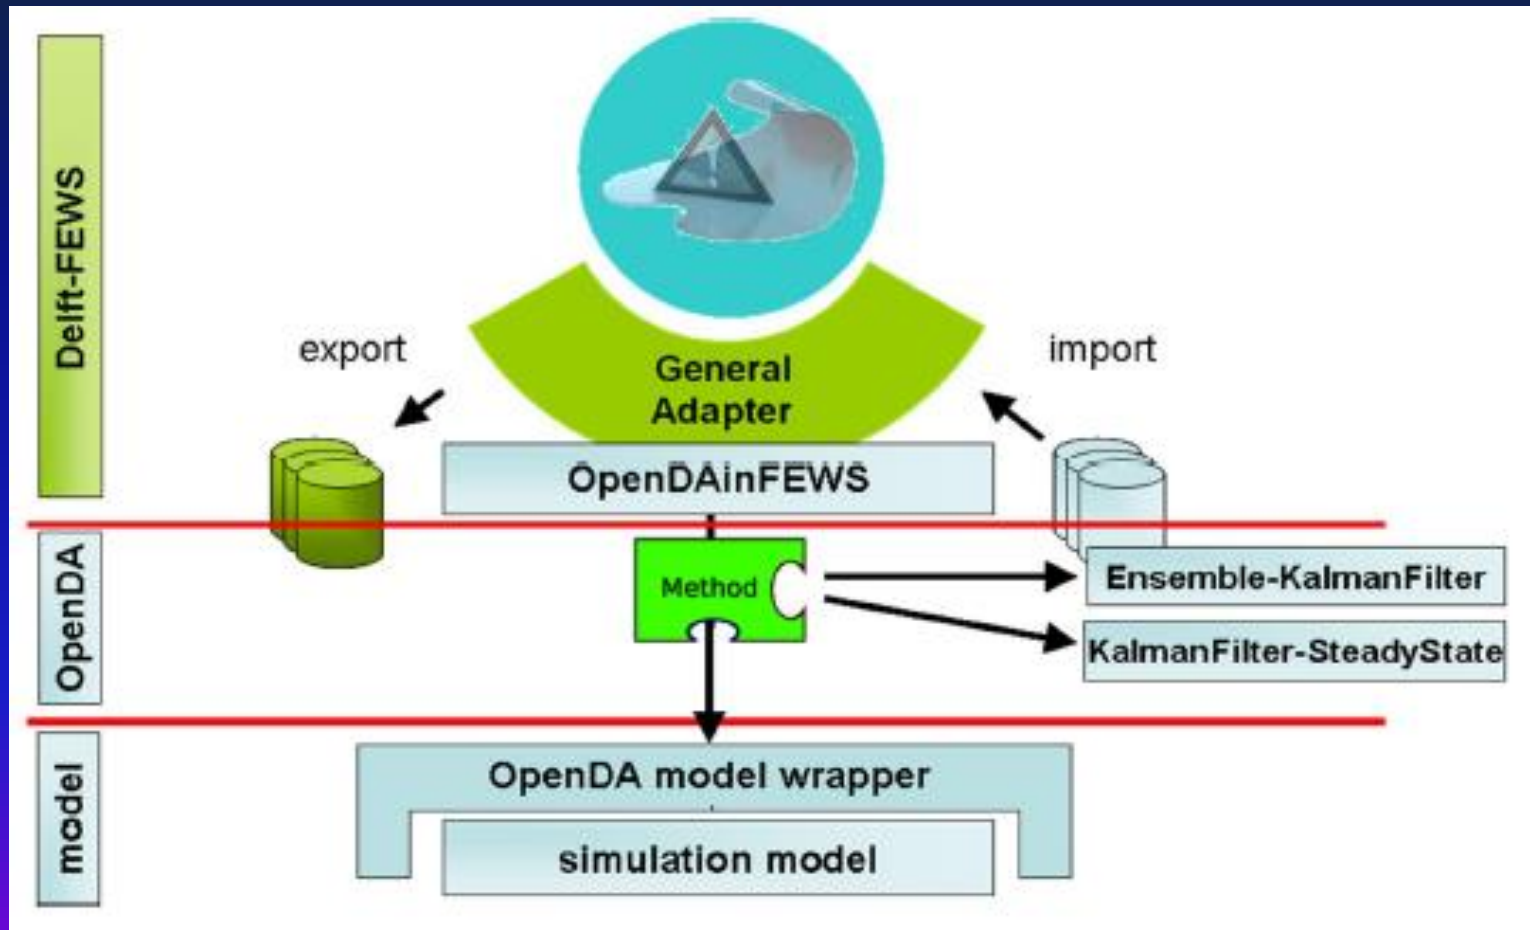 Delft-FEWS
export
import
General
Adapter
OpenDAinFEWS
OpenDA
Method
Ensemble-KalmanFilter
KalmanFilter-SteadyState
model
OpenDA model wrapper
simulation model